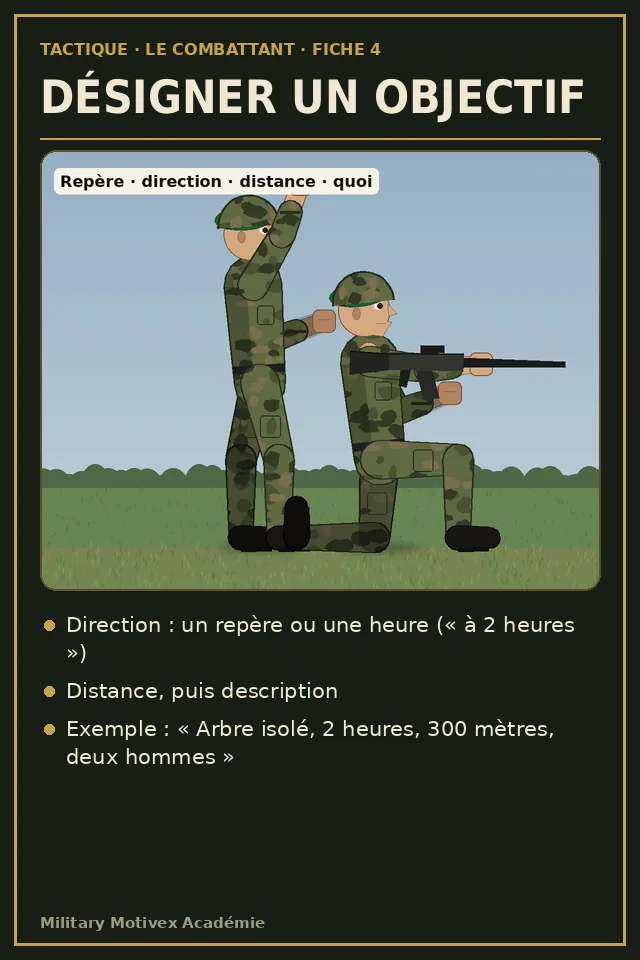 TACTIQUE · LE COMBATTANT · FICHE 4
DÉSIGNER UN OBJECTIF
Repère · direction · distance · quoi
Direction : un repère ou une heure (« à 2 heures
»)
Distance, puis description
Exemple : « Arbre isolé, 2 heures, 300 mètres,
deux hommes »
Military Motivex Académie